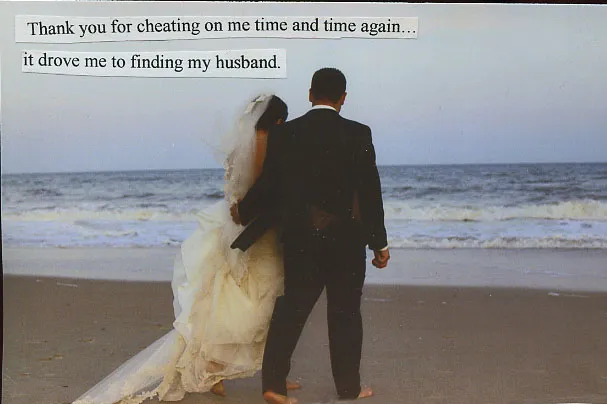 Thank you for cheating on me time and time again…
it drove me to finding my husband.